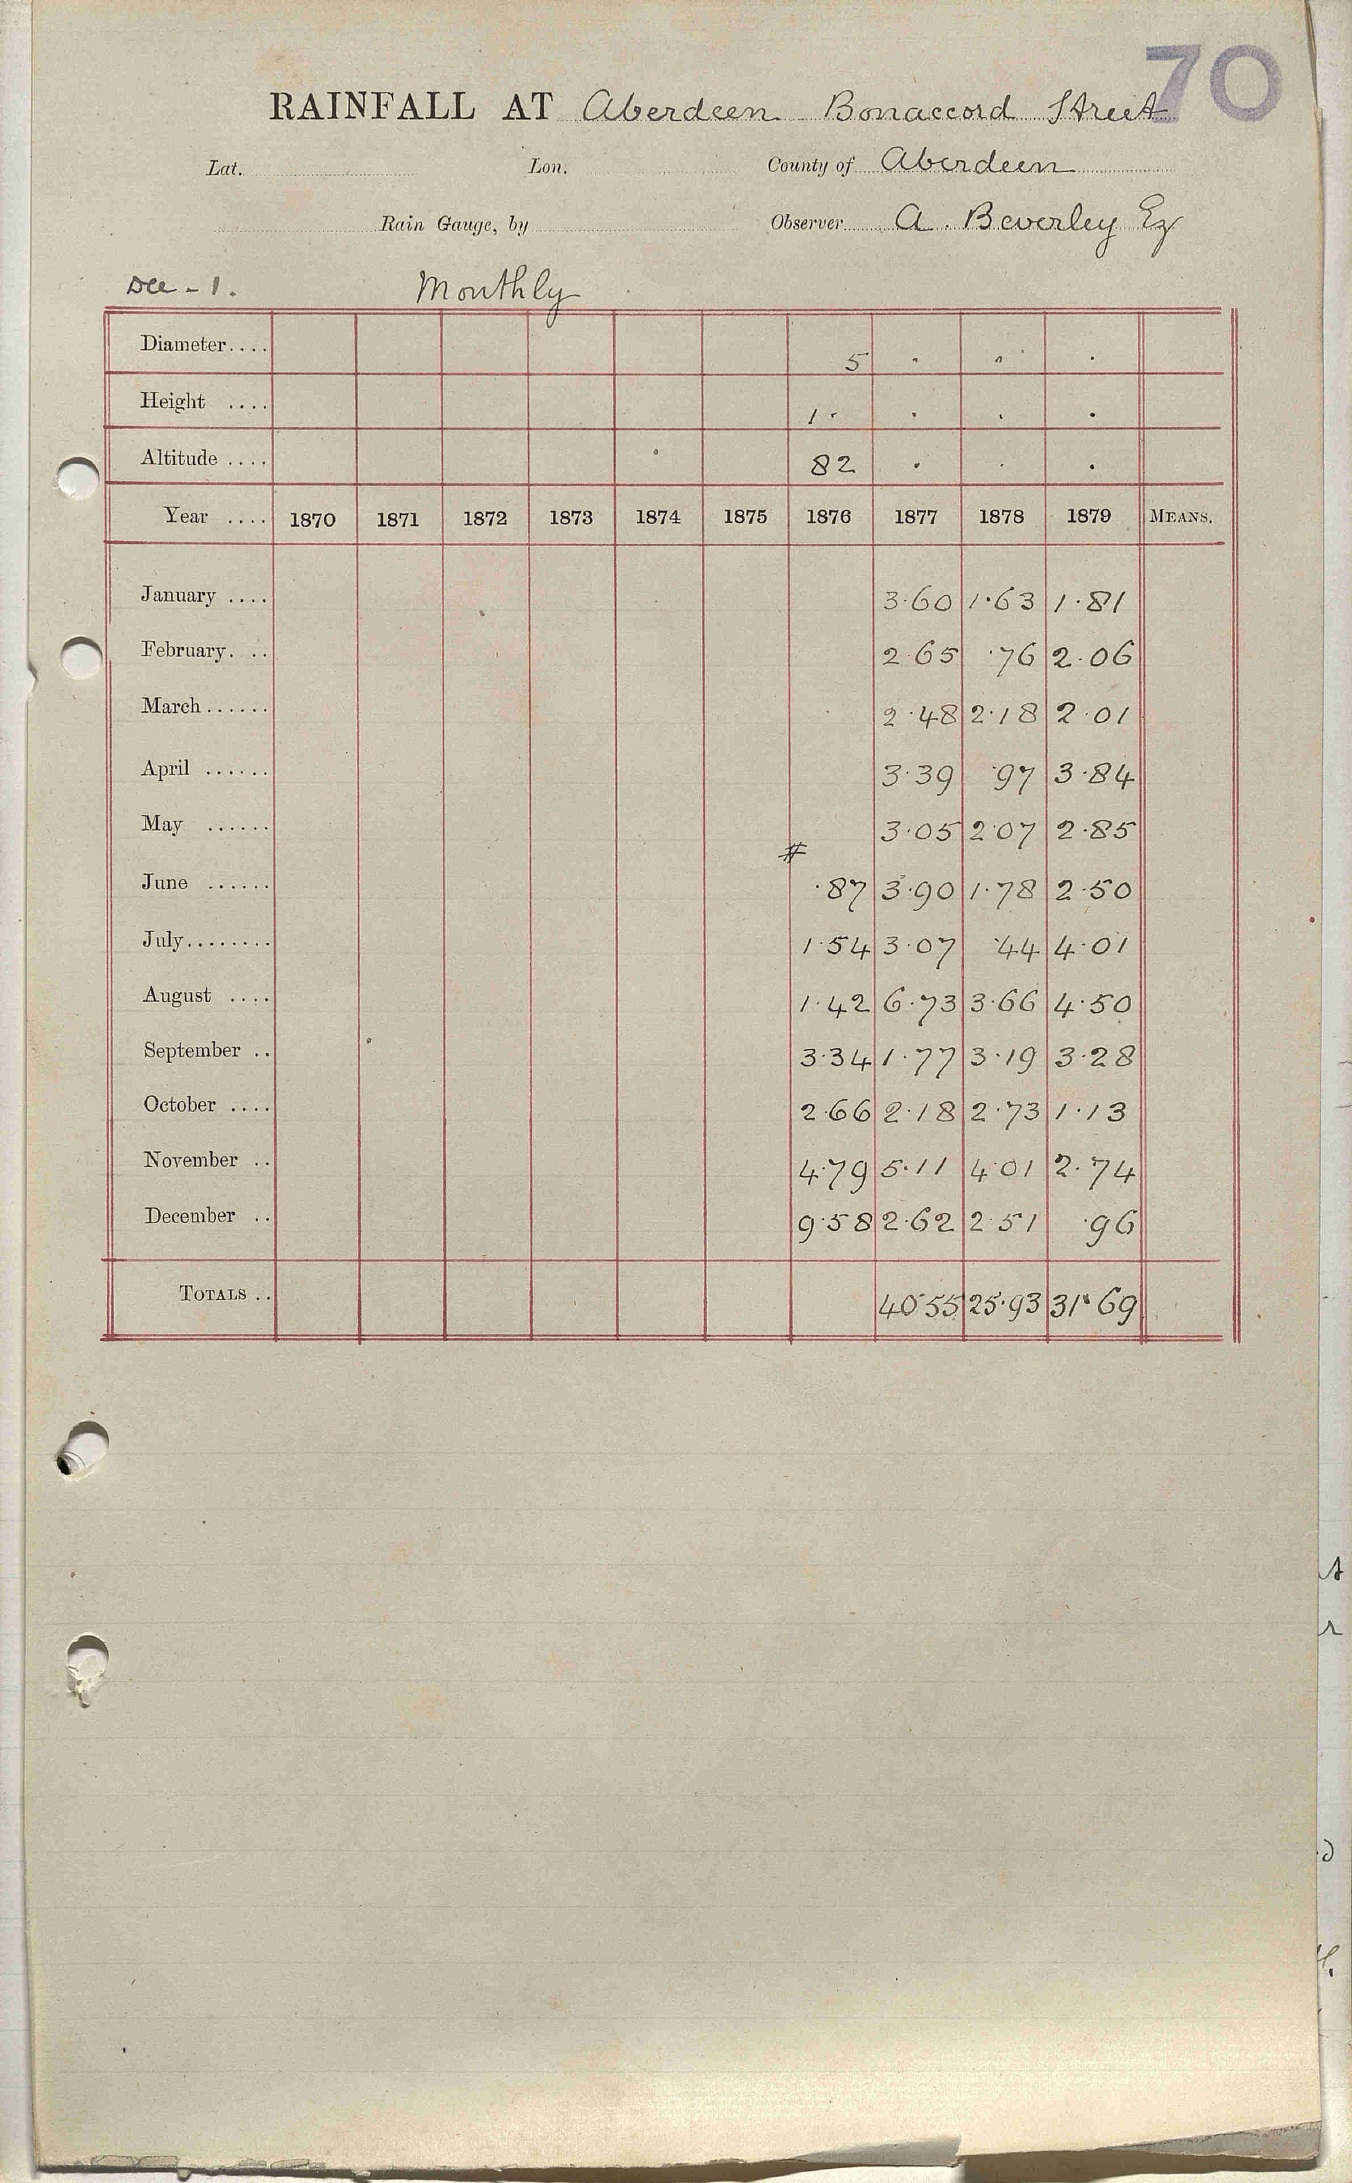 70
RAINFALL AT Aberdeen Bonaccord Street
Lat. Lon. County of Aberdeen
Rain Gauge, by Observer A. Beverley Eq
Dec - 1. Monthly
Diameter.... 5 " " "
Height .... 1' . . .
Altitude .... 82 . . .
Year .... 1870 1871 1872 1873 1874 1875 1876 1877 1878 1879 MEANS.
January .... 3·60 1·63 1·81
February. .. 2·65 ·76 2·06
March...... 2·48 2·18 2·01
April ...... 3·39 ·97 3·84
May ...... 3·05 2·07 2·85
#
June ...... ·87 3·90 1·78 2·50
July........ 1·54 3·07 ·44 4·01
August .... 1·42 6·73 3·66 4·50
September .. 3·34 1·77 3·19 3·28
October .... 2·66 2·18 2·73 1·13
November .. 4·79 5·11 4·01 2·74
December .. 9·58 2·62 2·51 ·96
TOTALS .. 40·55 25·93 31·69